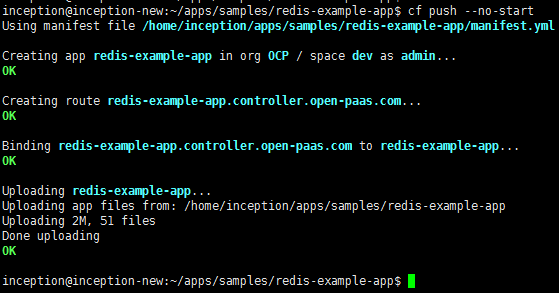 inception@inception-new:~/apps/samples/redis-example-app$ cf push --no-start
Using manifest file /home/inception/apps/samples/redis-example-app/manifest.yml
Creating app redis-example-app in org OCP / space dev as admin...
OK
Creating route redis-example-app.controller.open-paas.com...
OK
Binding redis-example-app.controller.open-paas.com to redis-example-app...
OK
Uploading redis-example-app...
Uploading app files from: /home/inception/apps/samples/redis-example-app
Uploading 2M, 51 files
Done uploading
OK
inception@inception-new:~/apps/samples/redis-example-app$